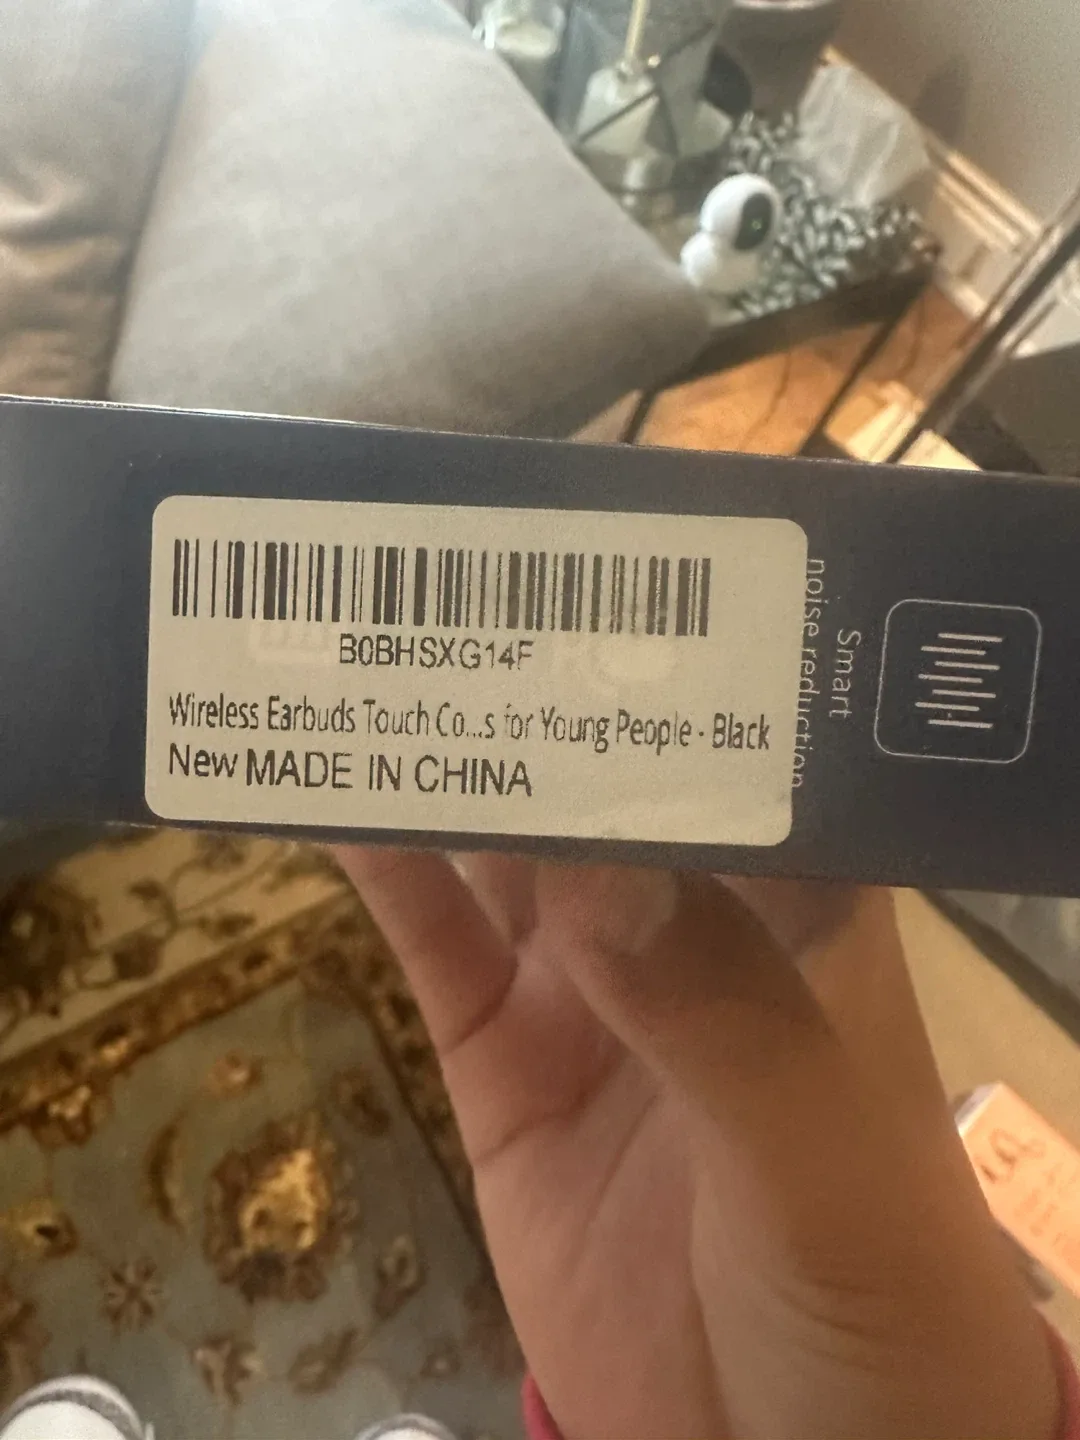 B0BHSXG14F
Wireless Earbuds Touch Co...s for Young People - Black
New MADE IN CHINA
Smart
noise reduction